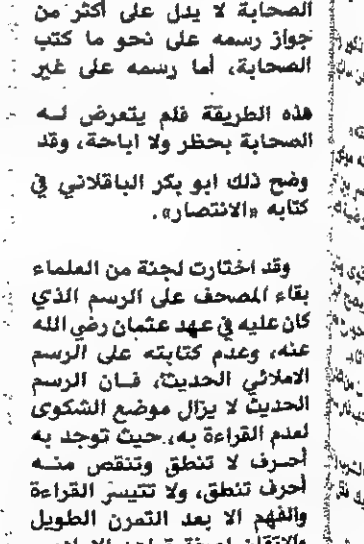 الصحابة لا يدل على أكثر من
جواز رسمه على نحو ما كتب
الصحابة، أما رسمه على غير
هذه الطريقة فلم يتعرض لـه
الصحابة بحظر ولا اباحة، وقد
وضح ذلك ابو بكر الباقلاني في
كتابه «الانتصار».
وقد اختارت لجنة من العلماء
بقاء المصحف على الرسم الذي
كان عليه في عهد عثمان رضي الله
عنه، وعدم كتابته على الرسم
الاملائي الحديث، فـان الرسم
الحديث لا يزال موضع الشكوى
لعدم القراءة به، حيث توجد به
أحـرف لا تنطق وتنقص منـه
أحرف تنطق، ولا تتيسر القراءة
والفهم الا بعد التمرن الطويل